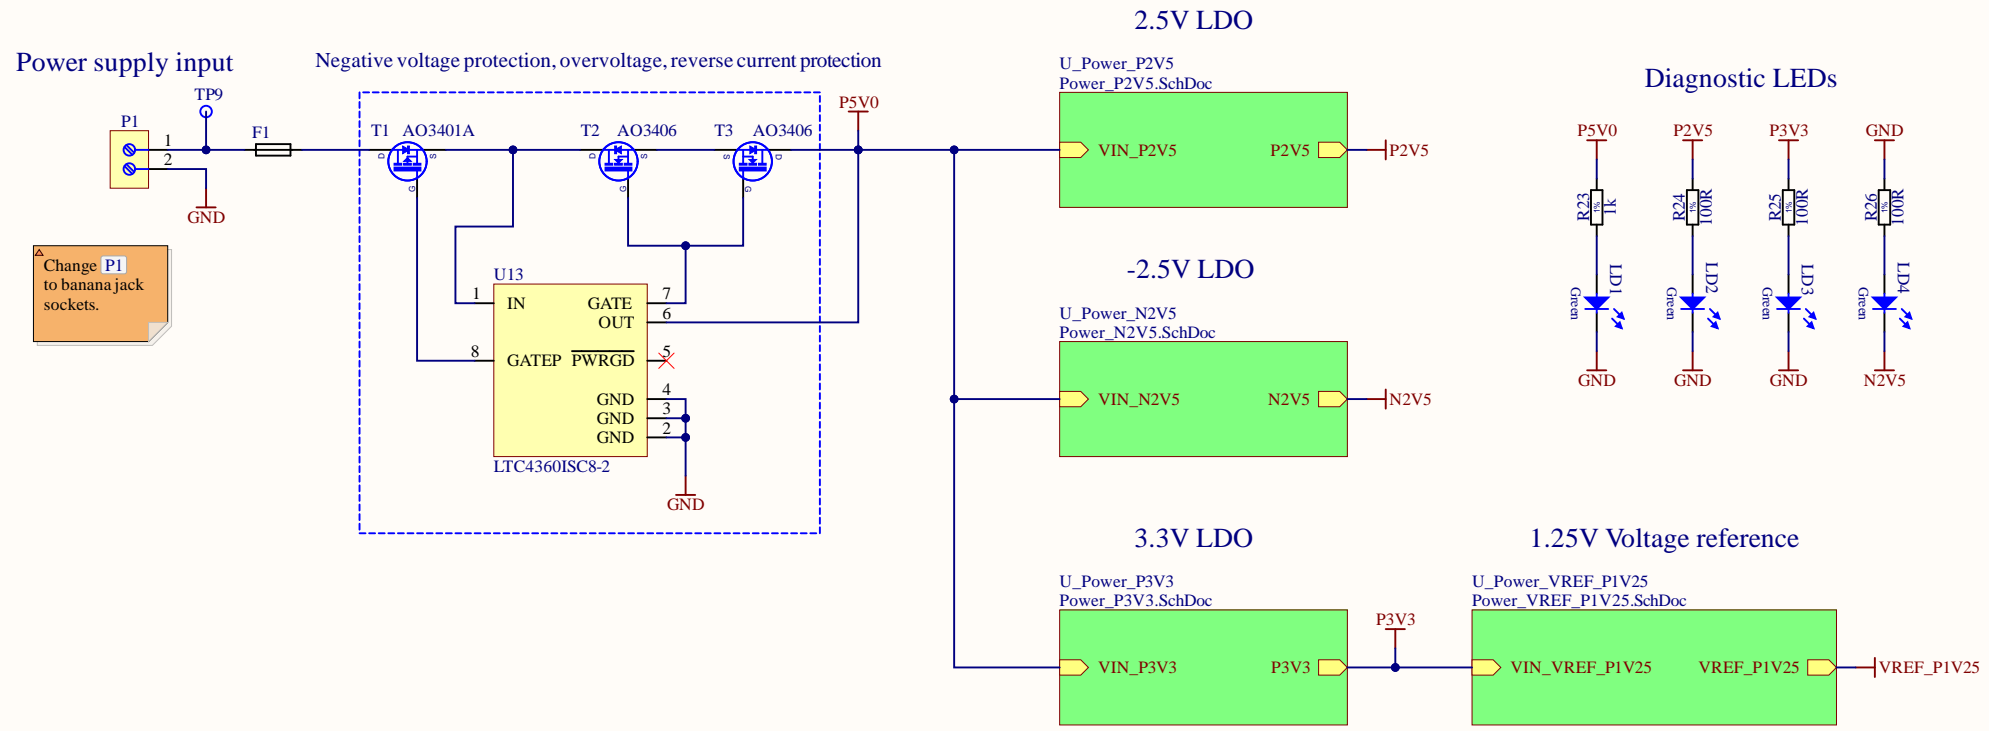 Power supply input
TP9
P1
1
2
F1
GND
Change P1
to banana jack
sockets.
Negative voltage protection, overvoltage, reverse current protection
T1 AO3401A
T2 AO3406
T3 AO3406
D
S
G
D
S
G
S
D
G
P5V0
U13
1 IN
GATE 7
OUT 6
8 GATEP
PWRGD 5
GND 4
GND 3
GND 2
LTC4360ISC8-2
GND
2.5V LDO
U_Power_P2V5
Power_P2V5.SchDoc
VIN_P2V5 P2V5
P2V5
-2.5V LDO
U_Power_N2V5
Power_N2V5.SchDoc
VIN_N2V5 N2V5
N2V5
3.3V LDO
U_Power_P3V3
Power_P3V3.SchDoc
VIN_P3V3 P3V3
P3V3
1.25V Voltage reference
U_Power_VREF_P1V25
Power_VREF_P1V25.SchDoc
VIN_VREF_P1V25 VREF_P1V25
VREF_P1V25
Diagnostic LEDs
P5V0
R23
1%
1k
LD1
Green
GND
P2V5
R24
1%
100R
LD2
Green
GND
P3V3
R25
1%
100R
LD3
Green
GND
GND
R26
1%
100R
LD4
Green
N2V5